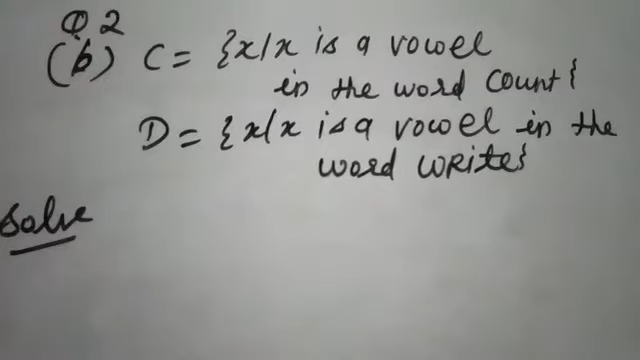 Q 2
(b) C = {x/x is a vowel
in the word count}
D = {x/x is a vowel in the
word write}
Solve